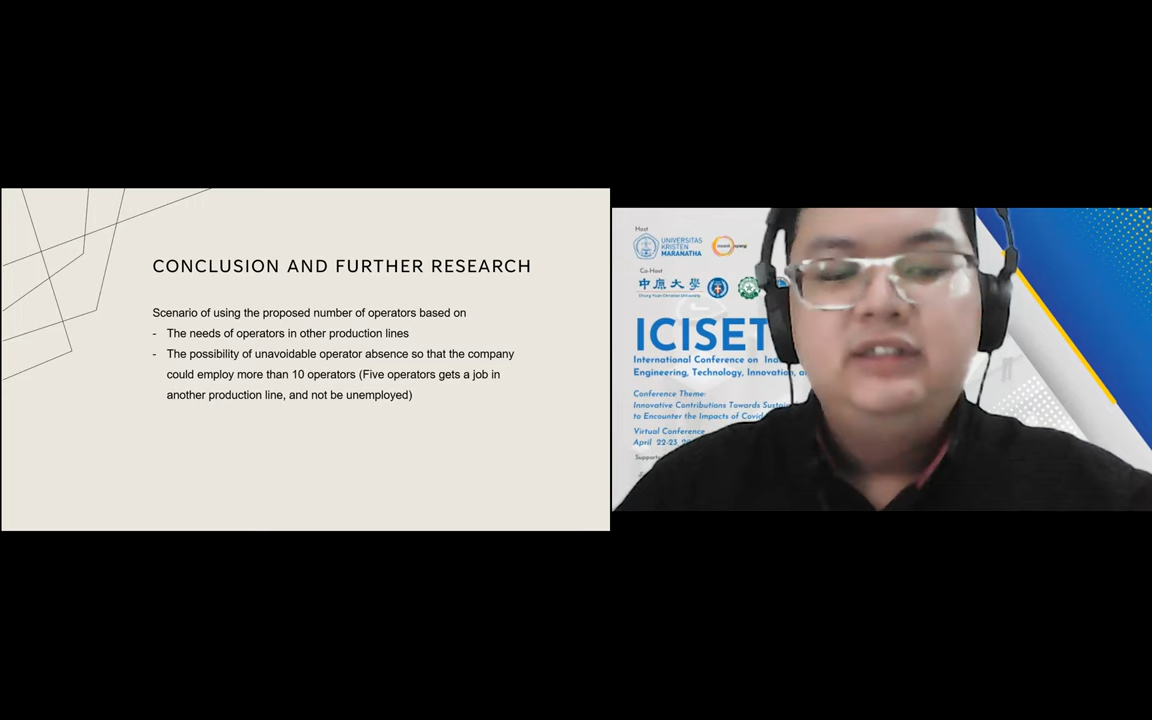 CONCLUSION AND FURTHER RESEARCH
Scenario of using the proposed number of operators based on
- The needs of operators in other production lines
- The possibility of unavoidable operator absence so that the company
could employ more than 10 operators (Five operators gets a job in
another production line, and not be unemployed)
Host
UNIVERSITAS
KRISTEN
MARANATHA
Co-Host
中原大學
Chung Yuan Christian University
ICISET
International Conference on
Engineering, Technology, Innovation,
Conference Theme:
Innovative Contributions Towards
to Encounter the Impacts of Covid
Virtual Conference
April 22-23,